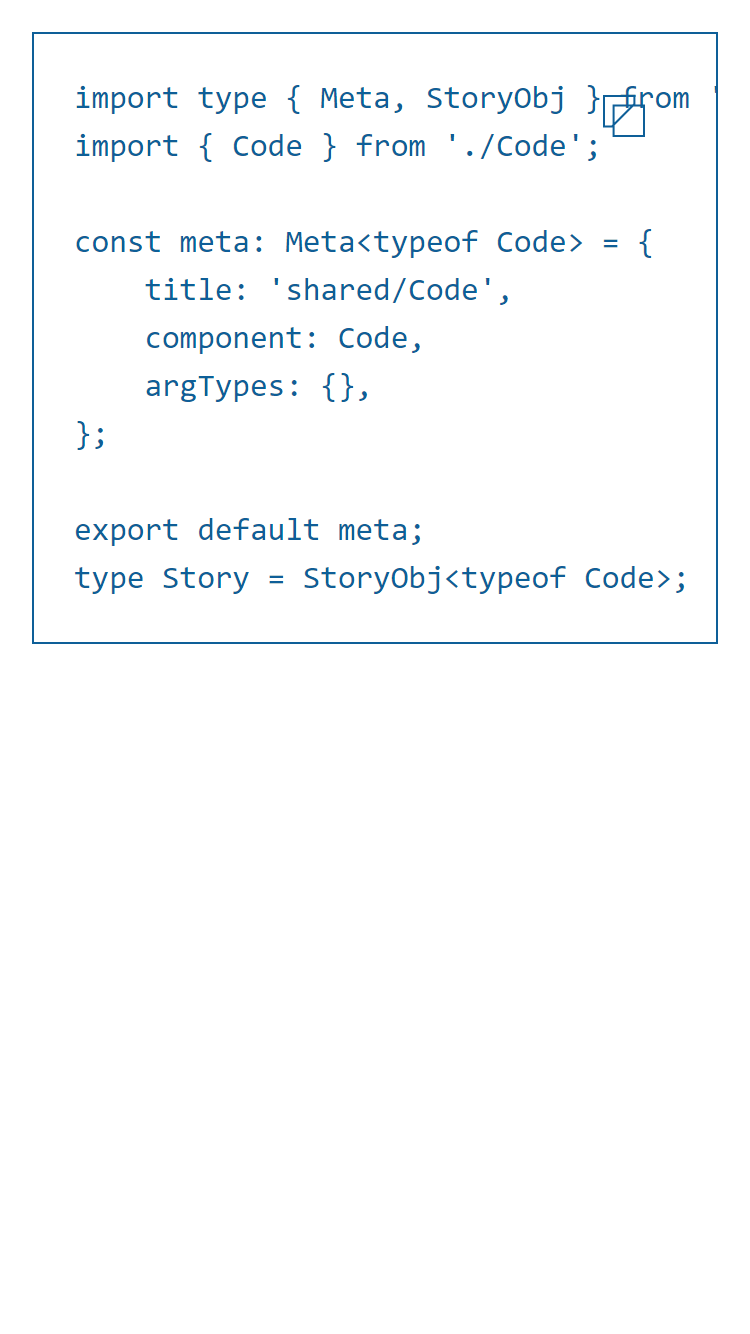 import type { Meta, StoryObj } from '
import { Code } from './Code';
const meta: Meta<typeof Code> = {
    title: 'shared/Code',
    component: Code,
    argTypes: {},
};
export default meta;
type Story = StoryObj<typeof Code>;